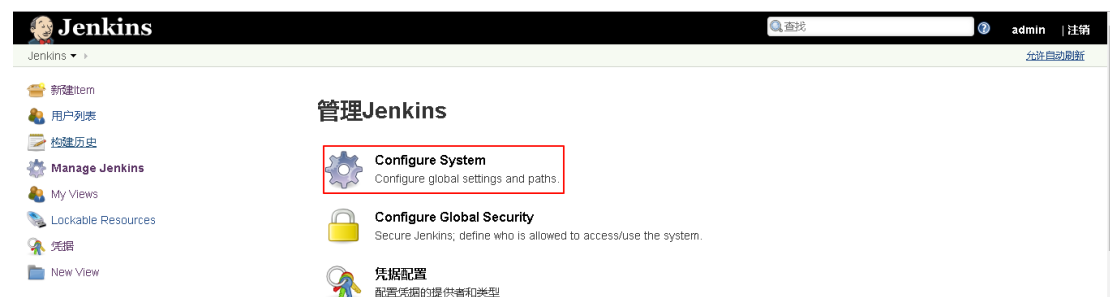 Jenkins
查找
admin |注销
Jenkins
允许自动刷新
新建Item
用户列表
构建历史
Manage Jenkins
My Views
Lockable Resources
凭据
New View
管理Jenkins
Configure System
Configure global settings and paths.
Configure Global Security
Secure Jenkins; define who is allowed to access/use the system.
凭据配置
配置凭据的提供者和类型